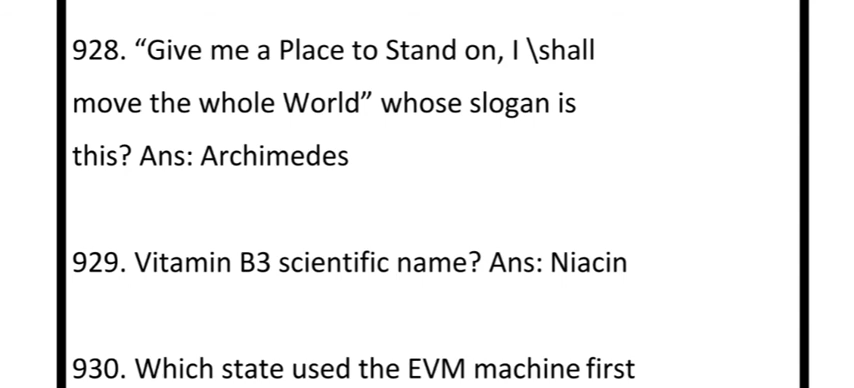 928. “Give me a Place to Stand on, I \shall
move the whole World” whose slogan is
this? Ans: Archimedes
929. Vitamin B3 scientific name? Ans: Niacin
930. Which state used the EVM machine first